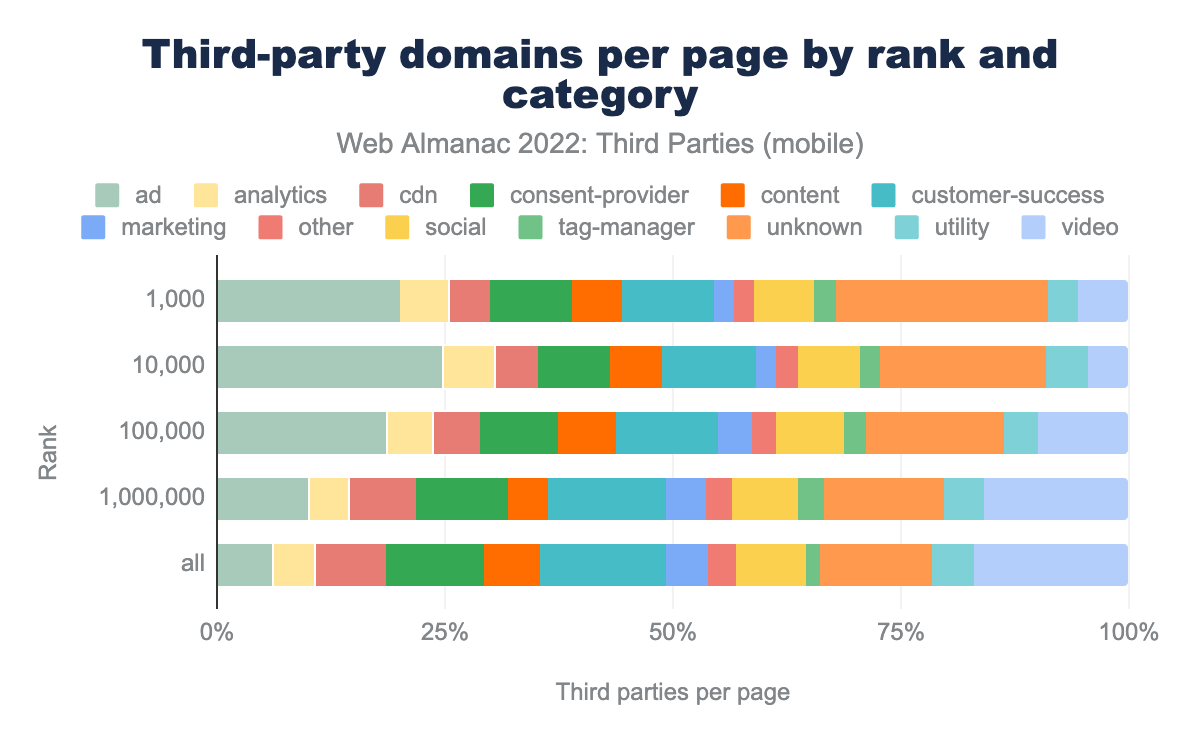 Third-party domains per page by rank and
category
Web Almanac 2022: Third Parties (mobile)
ad analytics cdn consent-provider content customer-success
marketing other social tag-manager unknown utility video
1,000
10,000
100,000
1,000,000
all
Rank
0% 25% 50% 75% 100%
Third parties per page